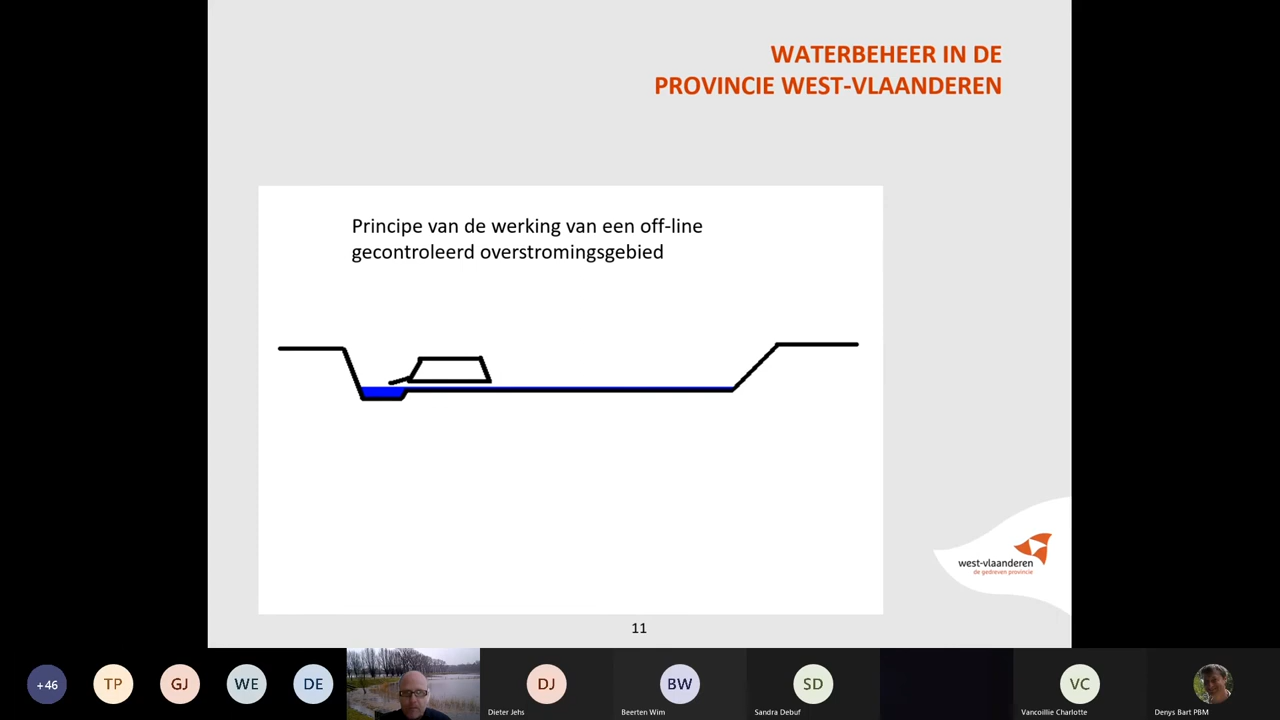 WATERBEHEER IN DE
PROVINCIE WEST-VLAANDEREN
Principe van de werking van een off-line
gecontroleerd overstromingsgebied
west-vlaanderen
de gedreven provincie
11
+46
TP
GJ
WE
DE
DJ
BW
SD
VC
Dieter Jehs
Beerten Wim
Sandra Debuf
Vancoillie Charlotte
Denys Bart PBM